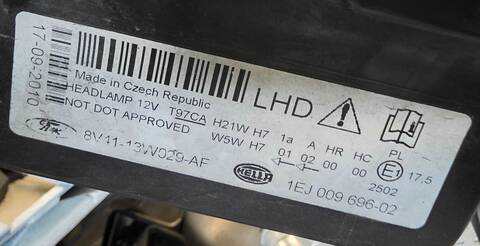 17-09-2010
Made in Czech Republic
HEADLAMP 12V T97CA
NOT DOT APPROVED
LHD
H21W H7 1a A HR HC PL
W5W H7 01 02 00 00 E1 17.5
2502
8V41-13W029-AF
HELLA
1EJ 009 696-02